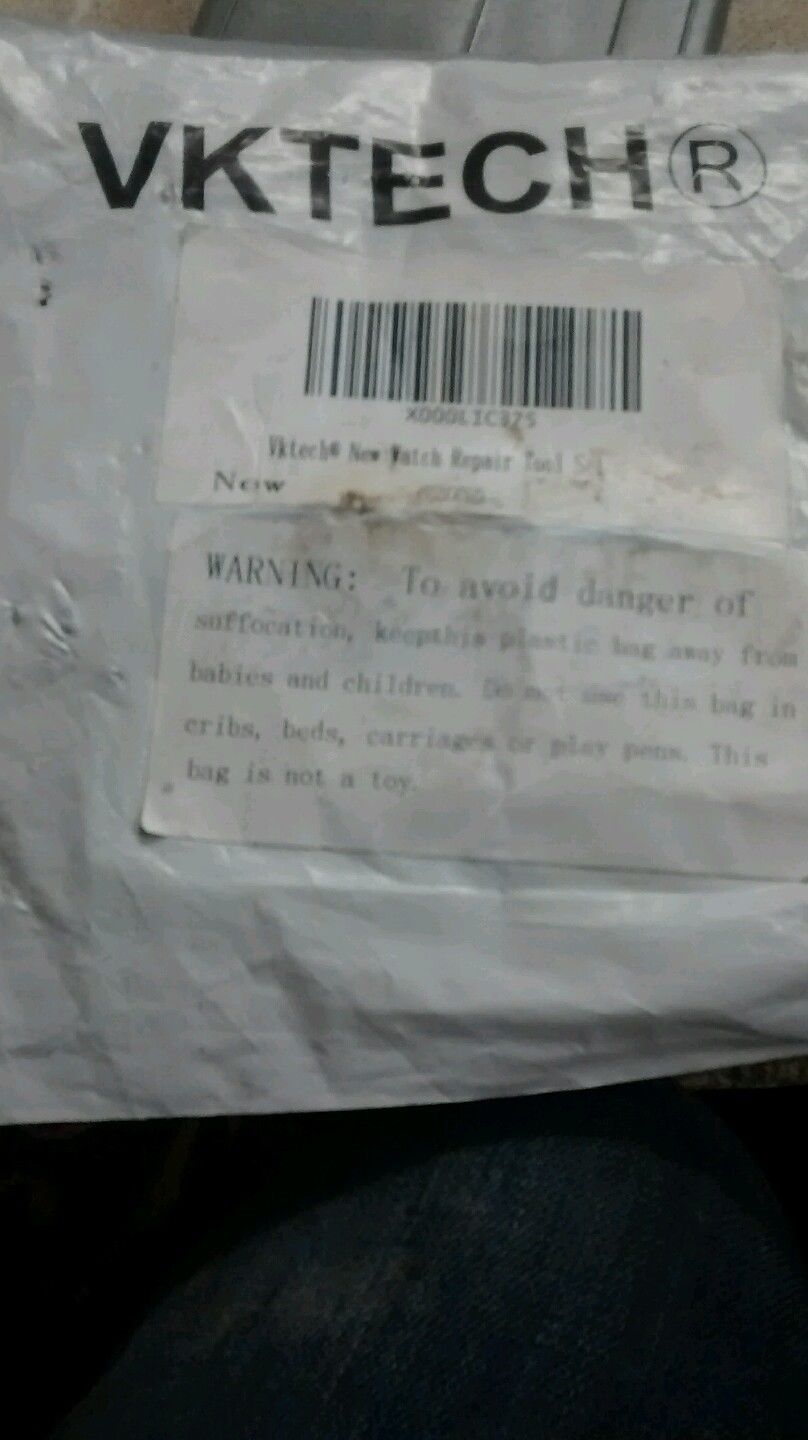 VKTECH®
X000LIC37S
Vktech® New Watch Repair Tool
New
WARNING: To avoid danger of
suffocation, keepthis plastic bag away from
babies and children. Do not use this bag in
cribs, beds, carriages or play pens. This
bag is not a toy.